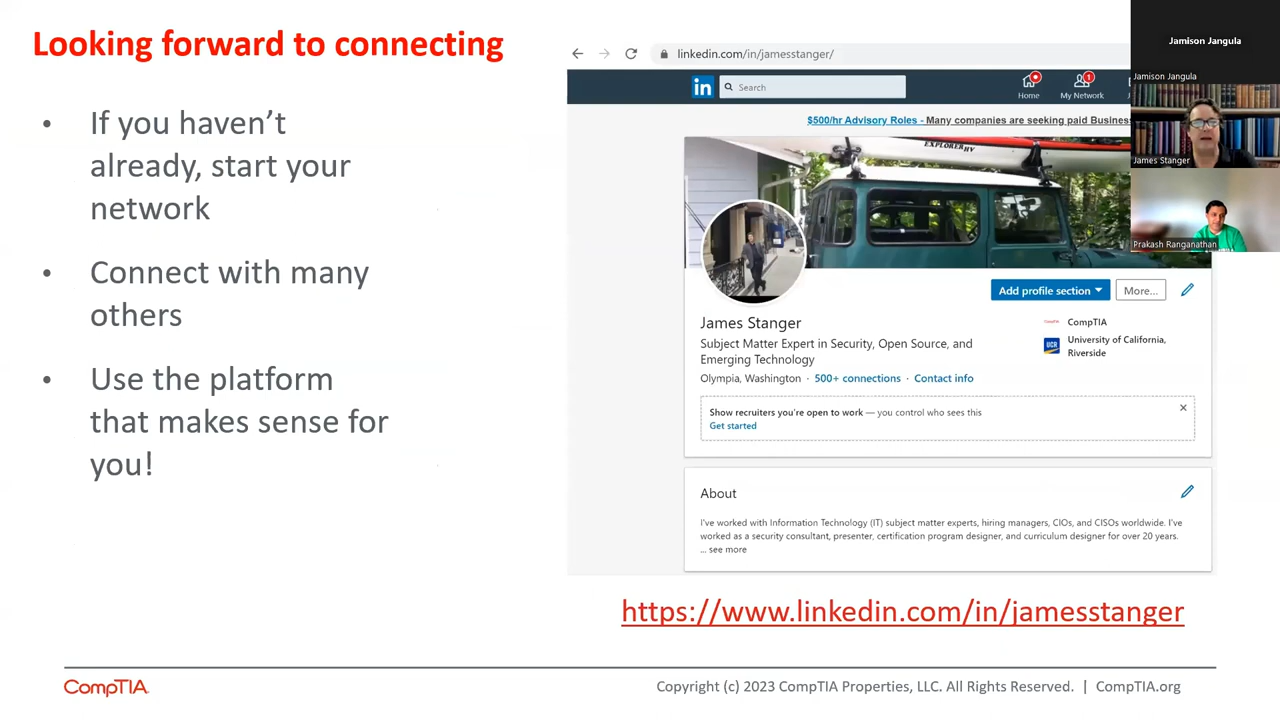 Looking forward to connecting
• If you haven't
already, start your
network
• Connect with many
others
• Use the platform
that makes sense for
you!
linkedin.com/in/jamesstanger/
in
Search
Home
1
My Network
$500/hr Advisory Roles - Many companies are seeking paid Business
EXPLORER HV
Add profile section
More...
James Stanger
Subject Matter Expert in Security, Open Source, and
Emerging Technology
Olympia, Washington · 500+ connections · Contact info
CompTIA
UCR
University of California,
Riverside
Show recruiters you're open to work — you control who sees this
Get started
About
I've worked with Information Technology (IT) subject matter experts, hiring managers, CIOs, and CISOs worldwide. I've
worked as a security consultant, presenter, certification program designer, and curriculum designer for over 20 years.
... see more
https://www.linkedin.com/in/jamesstanger
Jamison Jangula
Jamison Jangula
James Stanger
Prakash Ranganathan
CompTIA.
Copyright (c) 2023 CompTIA Properties, LLC. All Rights Reserved. | CompTIA.org